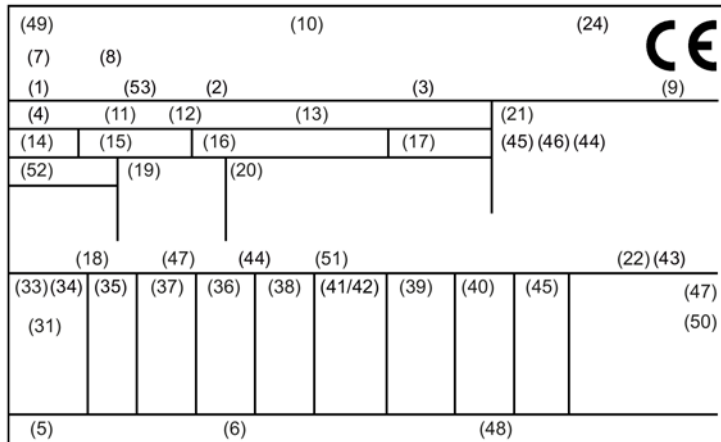 (49) (10) (24) CE
(7) (8)
(1) (53) (2) (3) (9)
(4) (11) (12) (13) (21)
(14) (15) (16) (17) (45) (46) (44)
(52) (19) (20)
(18) (47) (44) (51) (22) (43)
(33) (34) (35) (37) (36) (38) (41/42) (39) (40) (45) (47)
(31) (50)
(5) (6) (48)